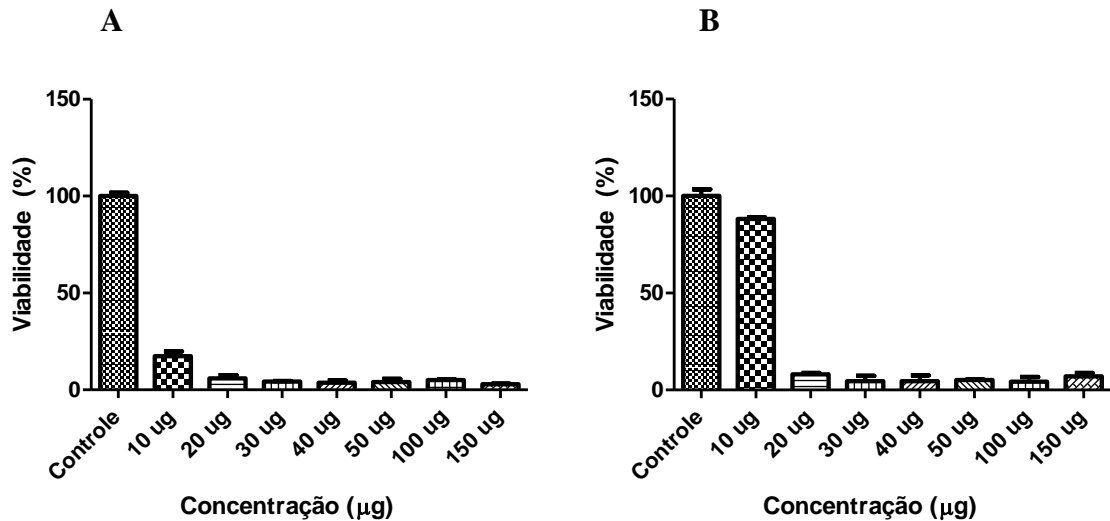 A
150
100
50
0
Viabilidade (%)
Controle
10 ug
20 ug
30 ug
40 ug
50 ug
100 ug
150 ug
Concentração (μg)
B
150
100
50
0
Viabilidade (%)
Controle
10 ug
20 ug
30 ug
40 ug
50 ug
100 ug
150 ug
Concentração (μg)